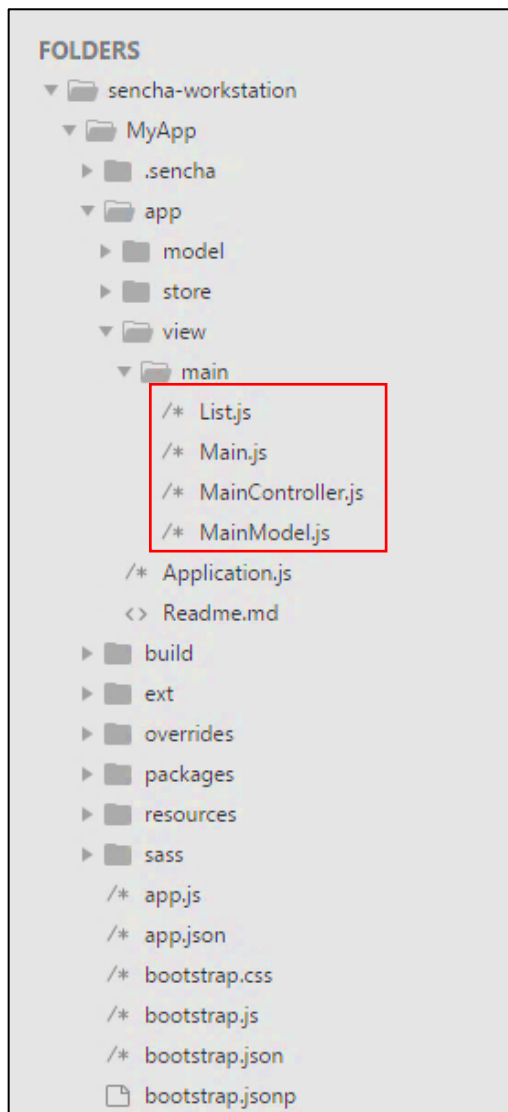 FOLDERS
sencha-workstation
MyApp
.sencha
app
model
store
view
main
/* List.js
/* Main.js
/* MainController.js
/* MainModel.js
/* Application.js
<> Readme.md
build
ext
overrides
packages
resources
sass
/* app.js
/* app.json
/* bootstrap.css
/* bootstrap.js
/* bootstrap.json
bootstrap.jsonp